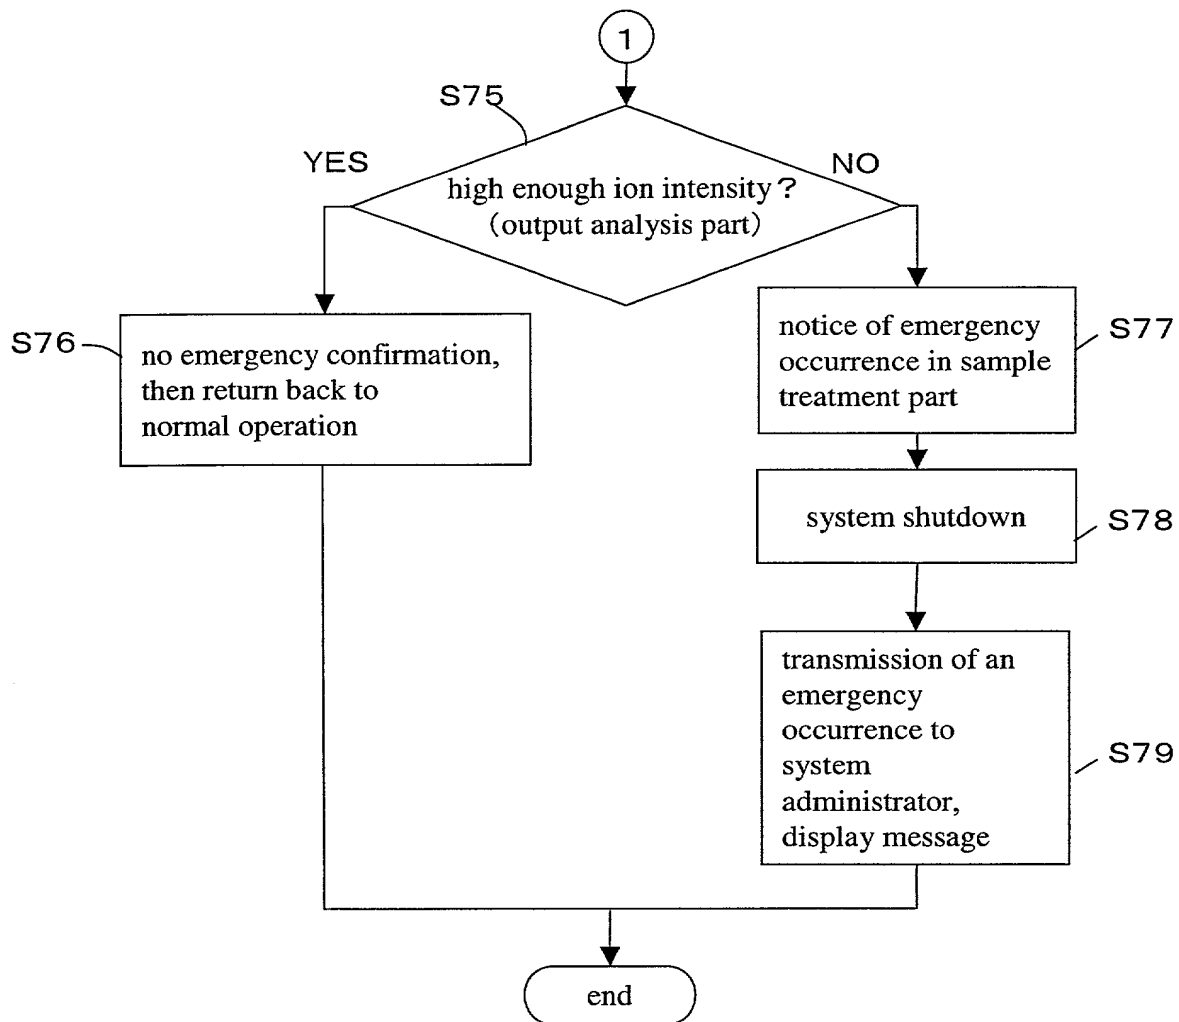 1
S75
YES
NO
high enough ion intensity?
(output analysis part)
S76
no emergency confirmation,
then return back to
normal operation
notice of emergency
occurrence in sample
treatment part
S77
system shutdown
S78
transmission of an
emergency
occurrence to
system
administrator,
display message
S79
end